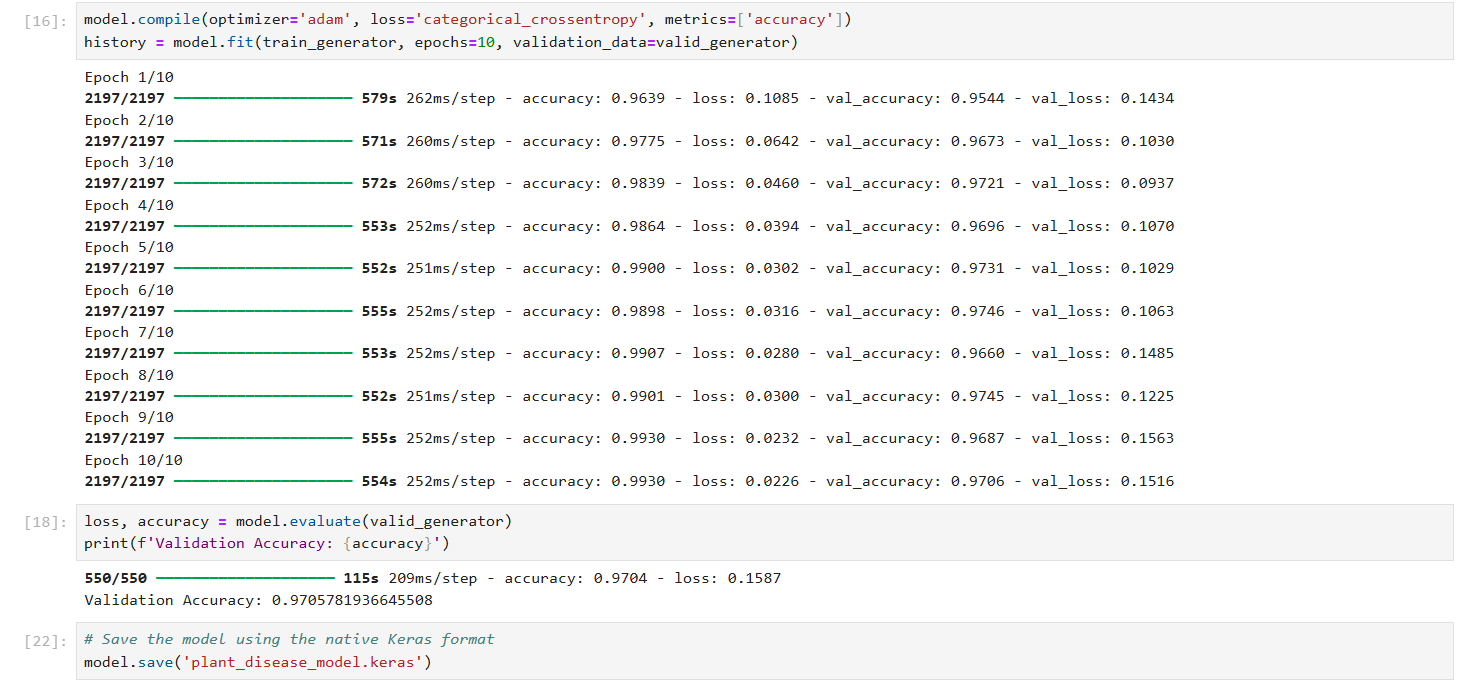 [16]: model.compile(optimizer='adam', loss='categorical_crossentropy', metrics=['accuracy'])
history = model.fit(train_generator, epochs=10, validation_data=valid_generator)
Epoch 1/10
2197/2197 ━━━━━━━━━━━━━━━━━━━━ 579s 262ms/step - accuracy: 0.9639 - loss: 0.1085 - val_accuracy: 0.9544 - val_loss: 0.1434
Epoch 2/10
2197/2197 ━━━━━━━━━━━━━━━━━━━━ 571s 260ms/step - accuracy: 0.9775 - loss: 0.0642 - val_accuracy: 0.9673 - val_loss: 0.1030
Epoch 3/10
2197/2197 ━━━━━━━━━━━━━━━━━━━━ 572s 260ms/step - accuracy: 0.9839 - loss: 0.0460 - val_accuracy: 0.9721 - val_loss: 0.0937
Epoch 4/10
2197/2197 ━━━━━━━━━━━━━━━━━━━━ 553s 252ms/step - accuracy: 0.9864 - loss: 0.0394 - val_accuracy: 0.9696 - val_loss: 0.1070
Epoch 5/10
2197/2197 ━━━━━━━━━━━━━━━━━━━━ 552s 251ms/step - accuracy: 0.9900 - loss: 0.0302 - val_accuracy: 0.9731 - val_loss: 0.1029
Epoch 6/10
2197/2197 ━━━━━━━━━━━━━━━━━━━━ 555s 252ms/step - accuracy: 0.9898 - loss: 0.0316 - val_accuracy: 0.9746 - val_loss: 0.1063
Epoch 7/10
2197/2197 ━━━━━━━━━━━━━━━━━━━━ 553s 252ms/step - accuracy: 0.9907 - loss: 0.0280 - val_accuracy: 0.9660 - val_loss: 0.1485
Epoch 8/10
2197/2197 ━━━━━━━━━━━━━━━━━━━━ 552s 251ms/step - accuracy: 0.9901 - loss: 0.0300 - val_accuracy: 0.9745 - val_loss: 0.1225
Epoch 9/10
2197/2197 ━━━━━━━━━━━━━━━━━━━━ 555s 252ms/step - accuracy: 0.9930 - loss: 0.0232 - val_accuracy: 0.9687 - val_loss: 0.1563
Epoch 10/10
2197/2197 ━━━━━━━━━━━━━━━━━━━━ 554s 252ms/step - accuracy: 0.9930 - loss: 0.0226 - val_accuracy: 0.9706 - val_loss: 0.1516
[18]: loss, accuracy = model.evaluate(valid_generator)
print(f'Validation Accuracy: {accuracy}')
550/550 ━━━━━━━━━━━━━━━━━━━━ 115s 209ms/step - accuracy: 0.9704 - loss: 0.1587
Validation Accuracy: 0.9705781936645508
[22]: # Save the model using the native Keras format
model.save('plant_disease_model.keras')